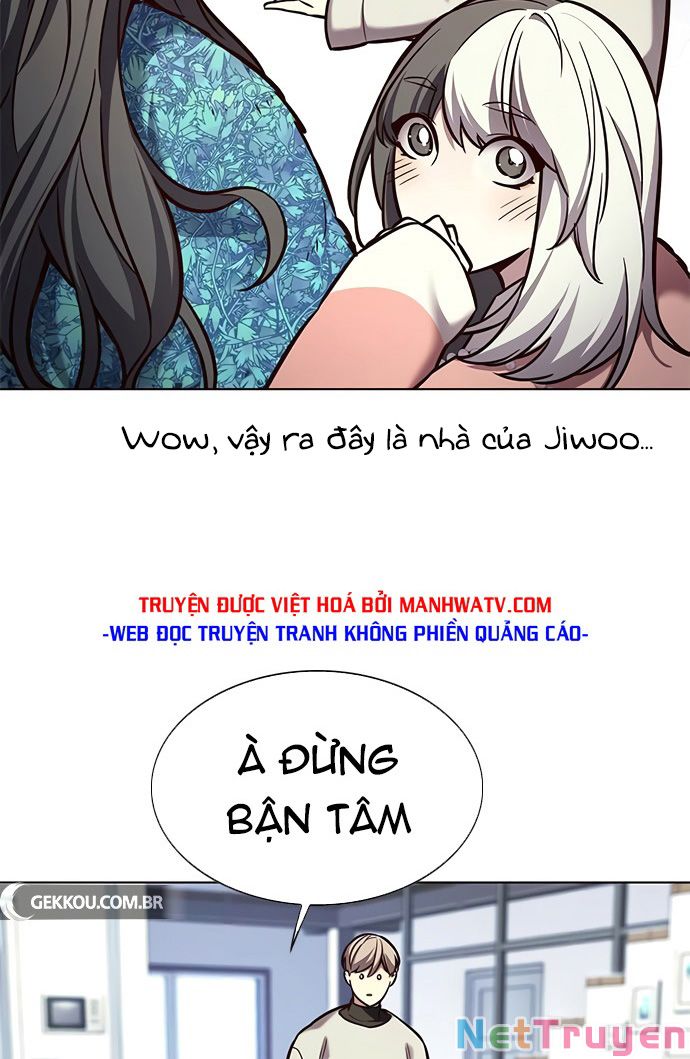 Wow, vậy ra đây là nhà của Jiwoo...
TRUYỆN ĐƯỢC VIỆT HOÁ BỞI MANHWATV.COM
-WEB ĐỌC TRUYỆN TRANH KHÔNG PHIỀN QUẢNG CÁO-
À ĐỪNG
BẬN TÂM
GEKKOU.COM.BR
NetTruyen